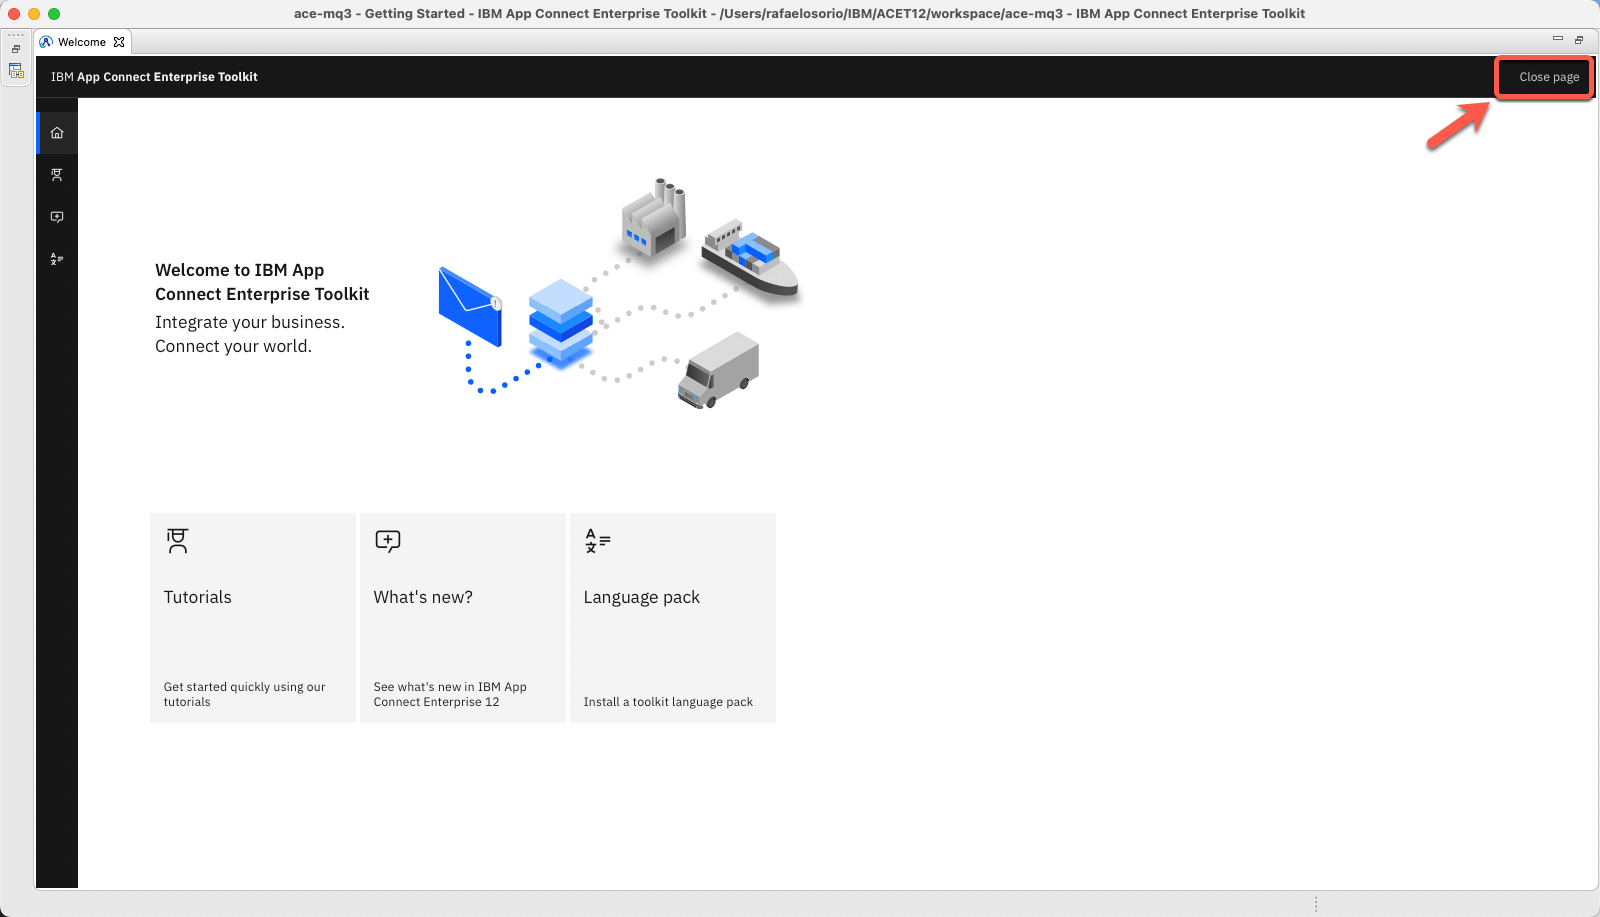 ace-mq3 - Getting Started - IBM App Connect Enterprise Toolkit - /Users/rafaelosorio/IBM/ACET12/workspace/ace-mq3 - IBM App Connect Enterprise Toolkit
Welcome
IBM App Connect Enterprise Toolkit
Close page
Welcome to IBM App
Connect Enterprise Toolkit
Integrate your business.
Connect your world.
Tutorials
Get started quickly using our
tutorials
What's new?
See what's new in IBM App
Connect Enterprise 12
Language pack
Install a toolkit language pack